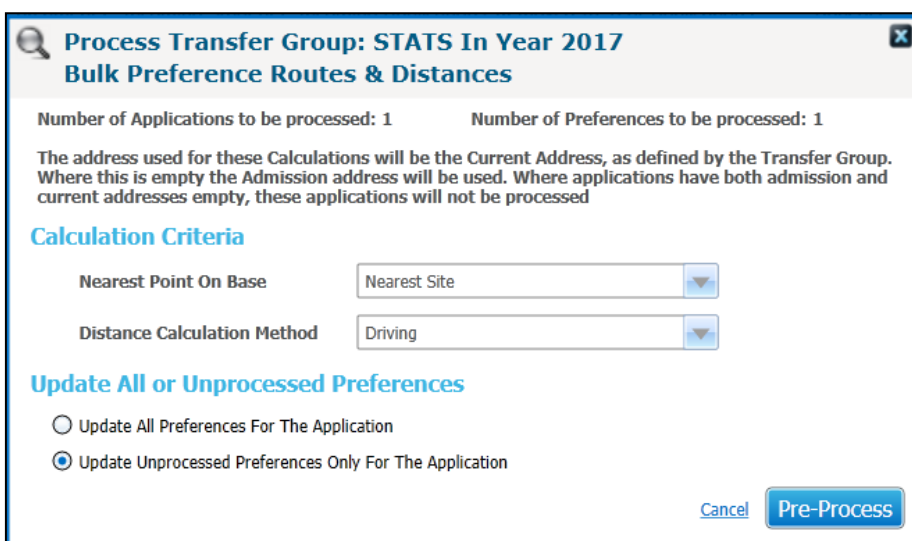 Process Transfer Group: STATS In Year 2017
Bulk Preference Routes & Distances
Number of Applications to be processed: 1 Number of Preferences to be processed: 1
The address used for these Calculations will be the Current Address, as defined by the Transfer Group.
Where this is empty the Admission address will be used. Where applications have both admission and
current addresses empty, these applications will not be processed
Calculation Criteria
Nearest Point On Base Nearest Site
Distance Calculation Method Driving
Update All or Unprocessed Preferences
Update All Preferences For The Application
Update Unprocessed Preferences Only For The Application
Cancel Pre-Process